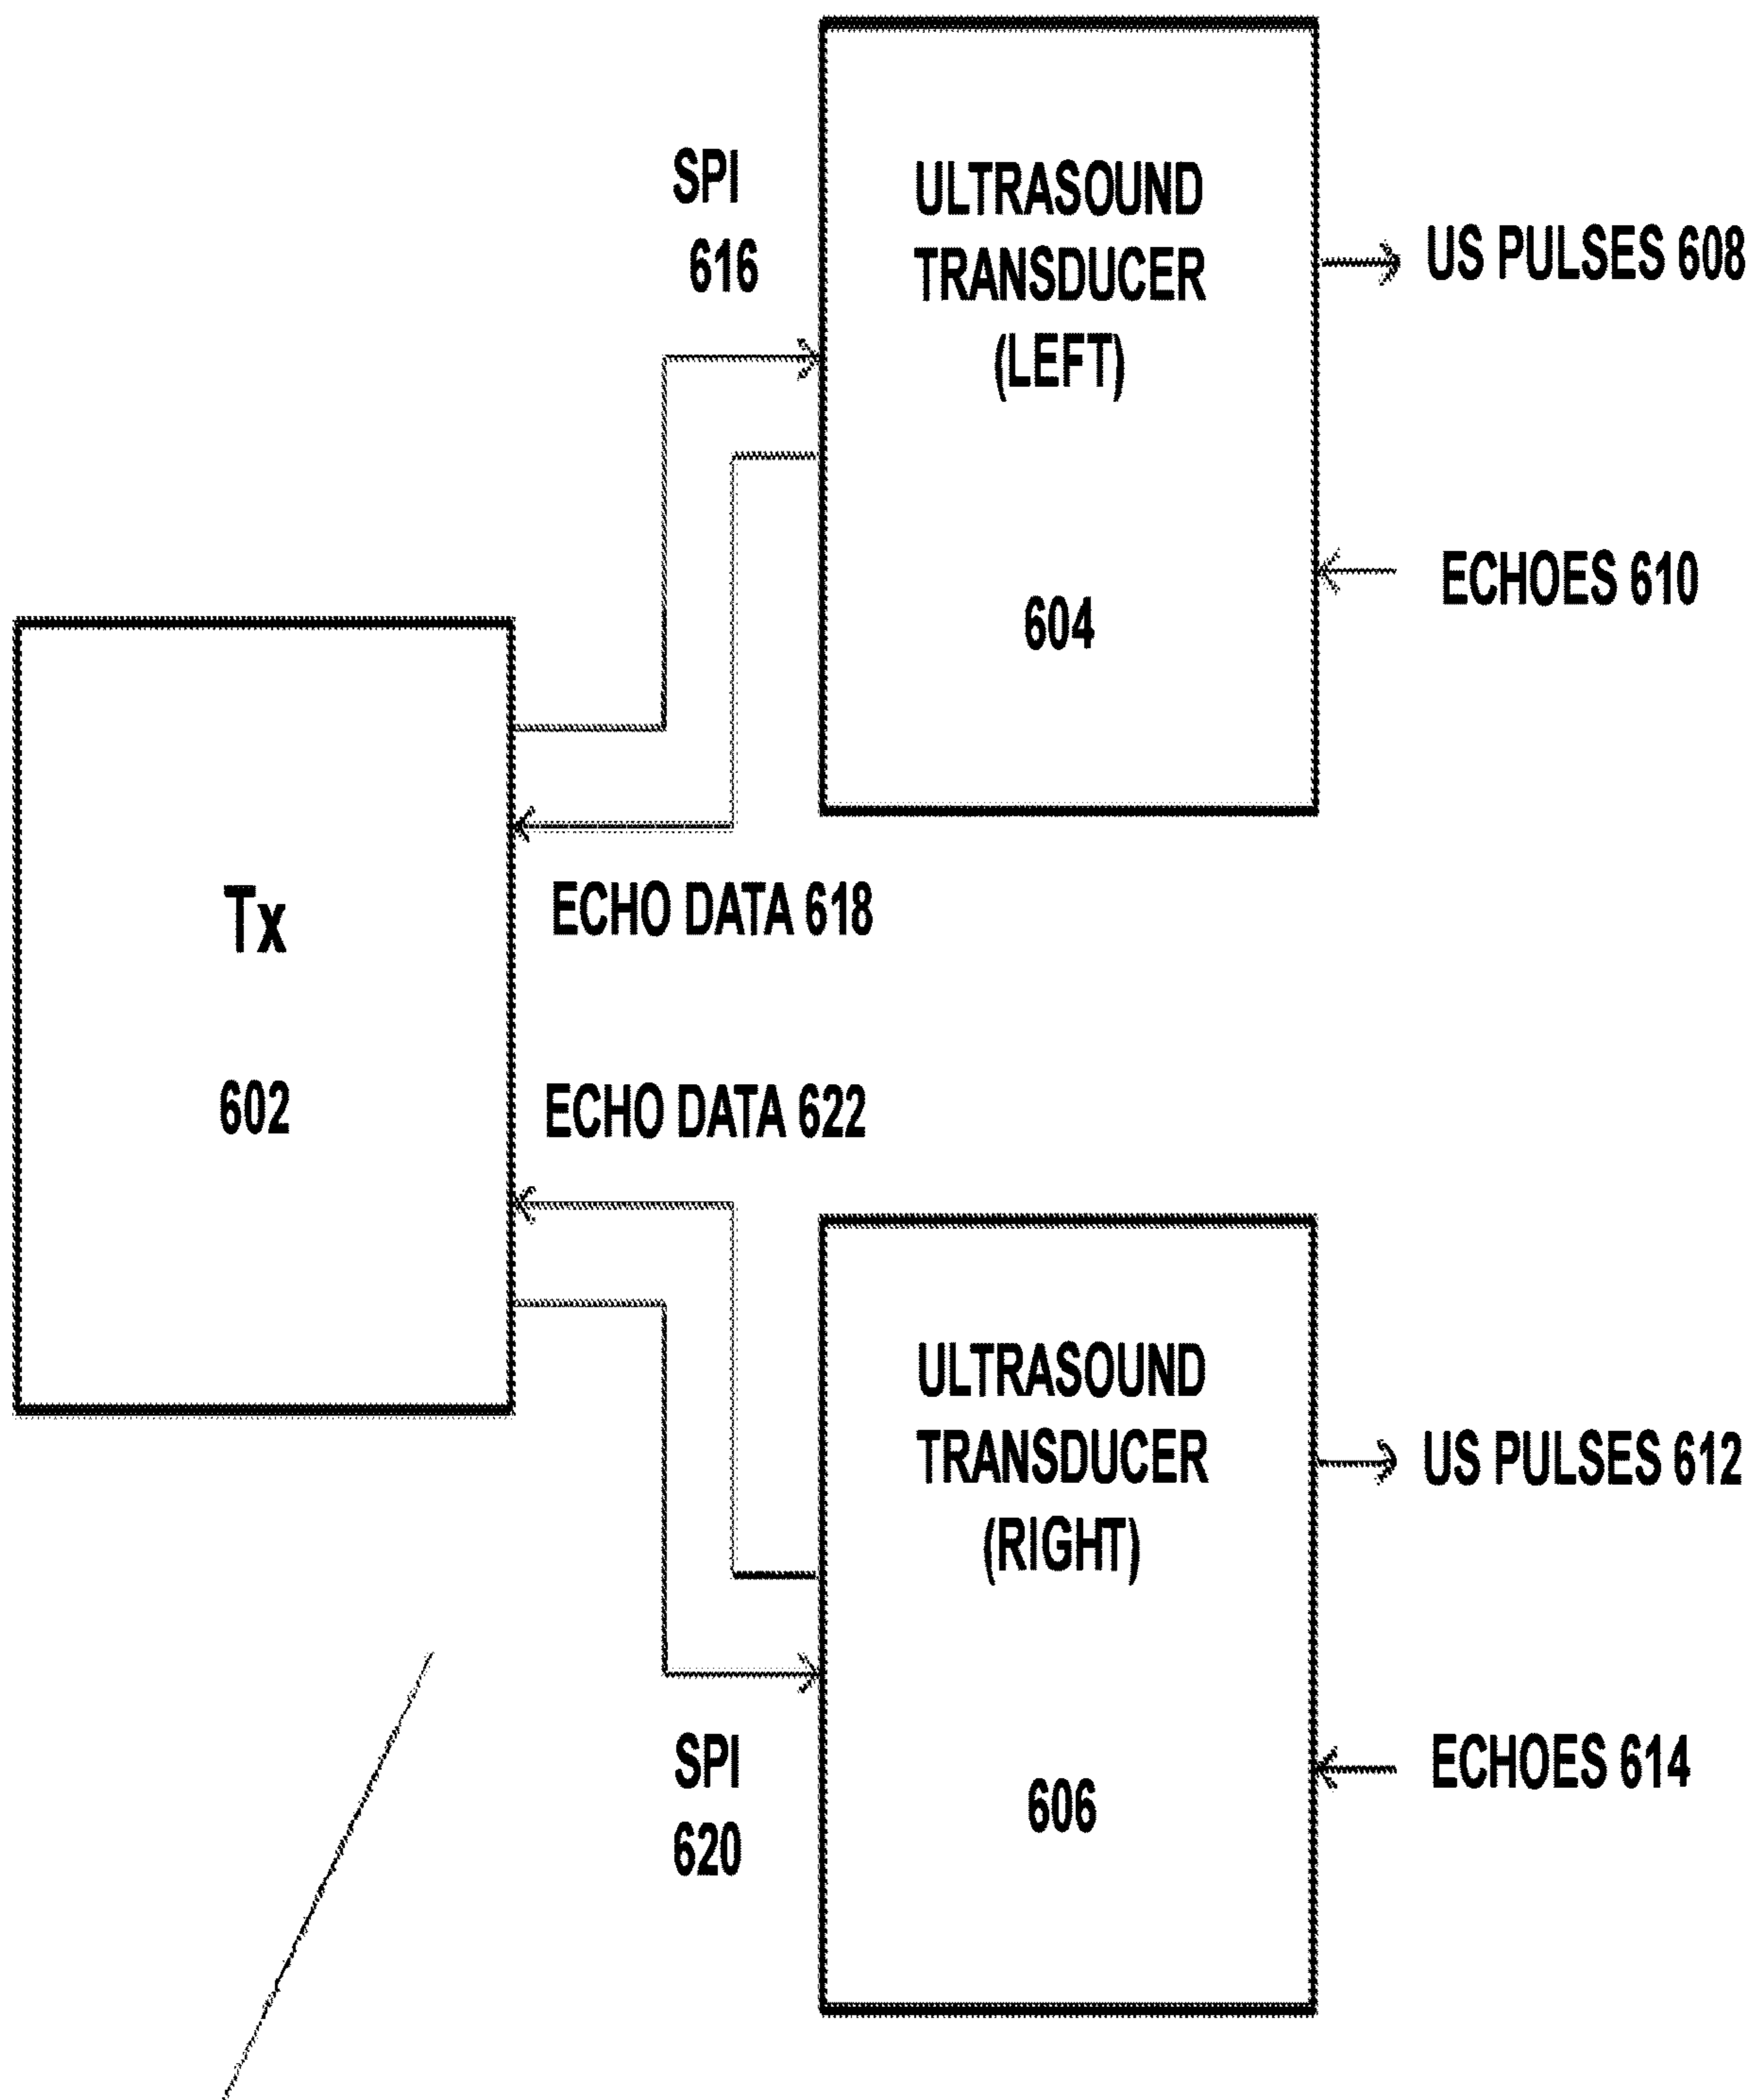 SPI
616
ULTRASOUND
TRANSDUCER
(LEFT)
604
US PULSES 608
ECHOES 610
Tx
602
ECHO DATA 618
ECHO DATA 622
ULTRASOUND
TRANSDUCER
(RIGHT)
606
US PULSES 612
ECHOES 614
SPI
620